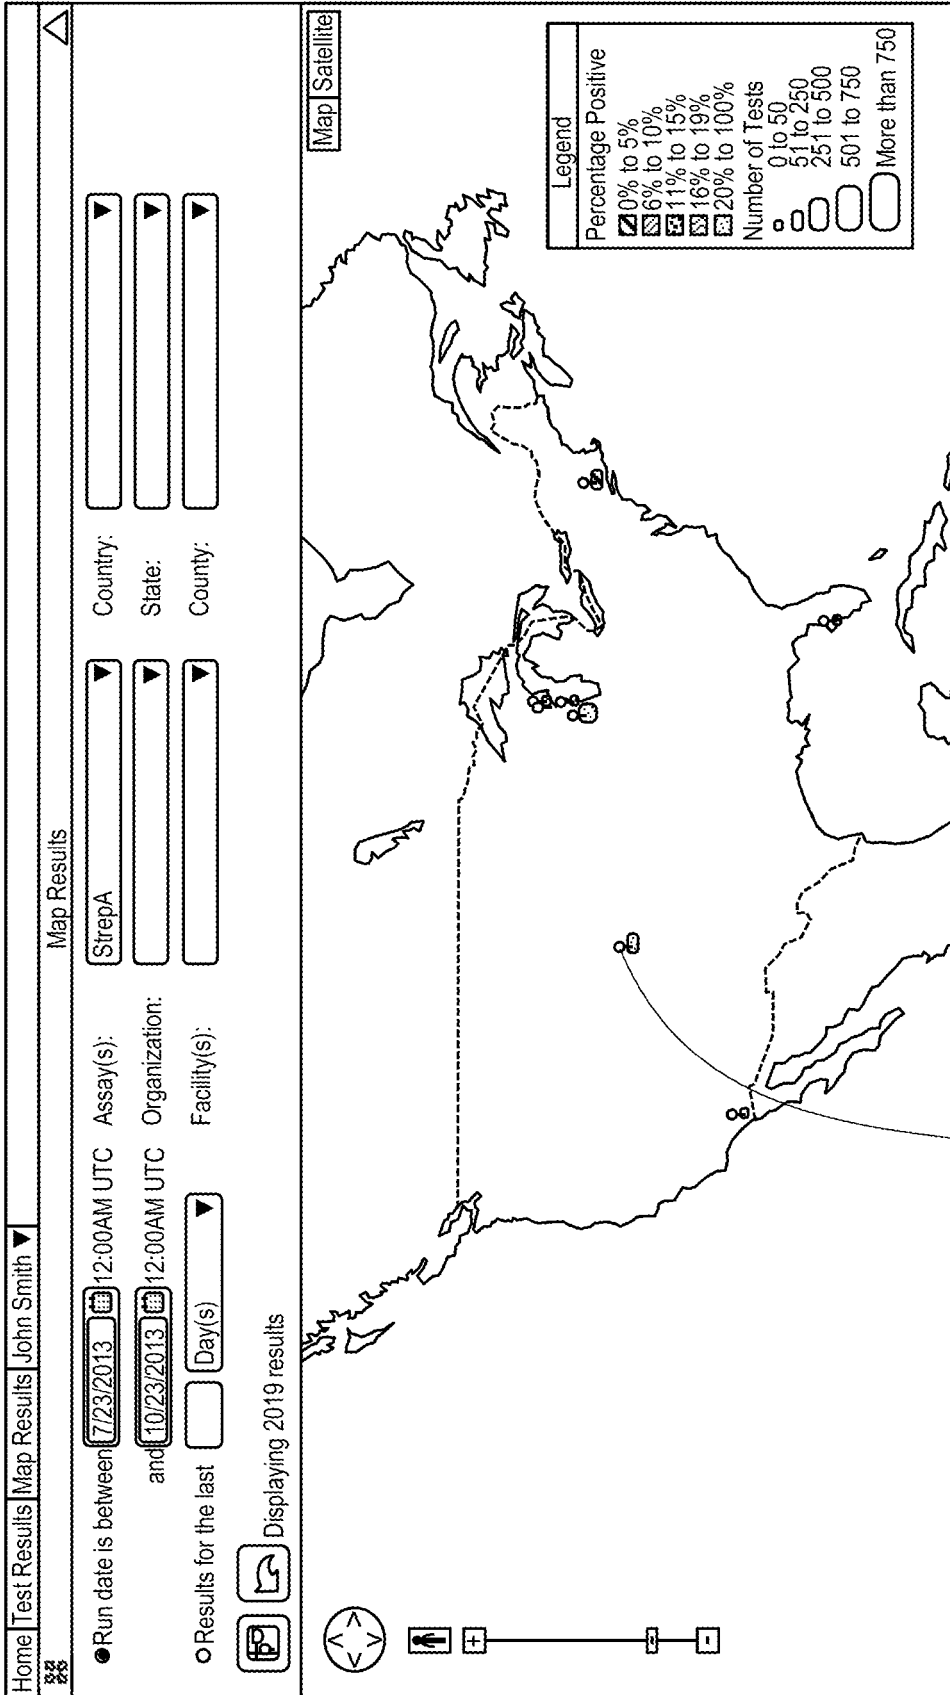 Home Test Results Map Results John Smith
Map Results
Run date is between 7/23/2013 12:00AM UTC Assay(s): StrepA Country:
and 10/23/2013 12:00AM UTC Organization: State:
Results for the last Day(s) Facility(s): County:
Displaying 2019 results
Map Satellite
Legend
Percentage Positive
0% to 5%
6% to 10%
11% to 15%
16% to 19%
20% to 100%
Number of Tests
0 to 50
51 to 250
251 to 500
501 to 750
More than 750
+
-